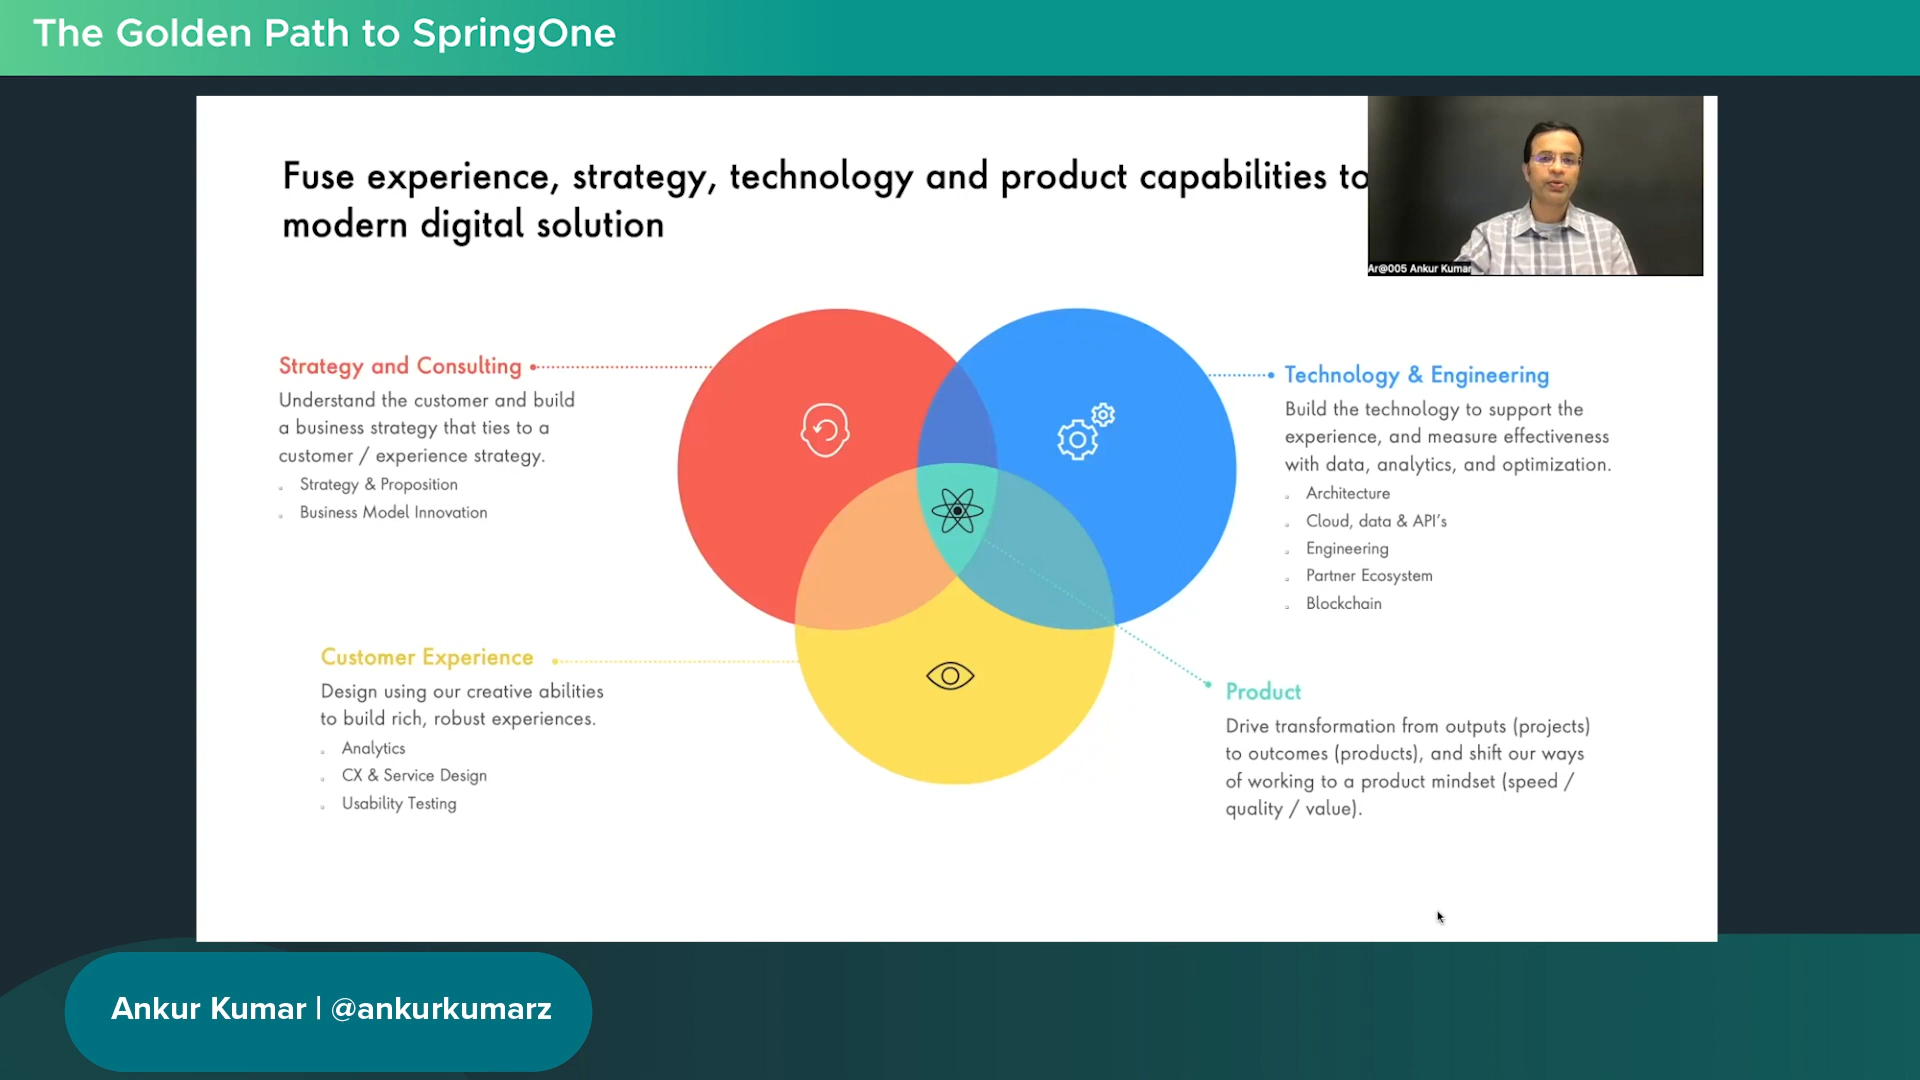 The Golden Path to SpringOne
Fuse experience, strategy, technology and product capabilities to
modern digital solution
Ar@005 Ankur Kumar
Strategy and Consulting
Understand the customer and build
a business strategy that ties to a
customer / experience strategy.
Strategy & Proposition
Business Model Innovation
Technology & Engineering
Build the technology to support the
experience, and measure effectiveness
with data, analytics, and optimization.
Architecture
Cloud, data & API's
Engineering
Partner Ecosystem
Blockchain
Customer Experience
Design using our creative abilities
to build rich, robust experiences.
Analytics
CX & Service Design
Usability Testing
Product
Drive transformation from outputs (projects)
to outcomes (products), and shift our ways
of working to a product mindset (speed /
quality / value).
Ankur Kumar | @ankurkumarz